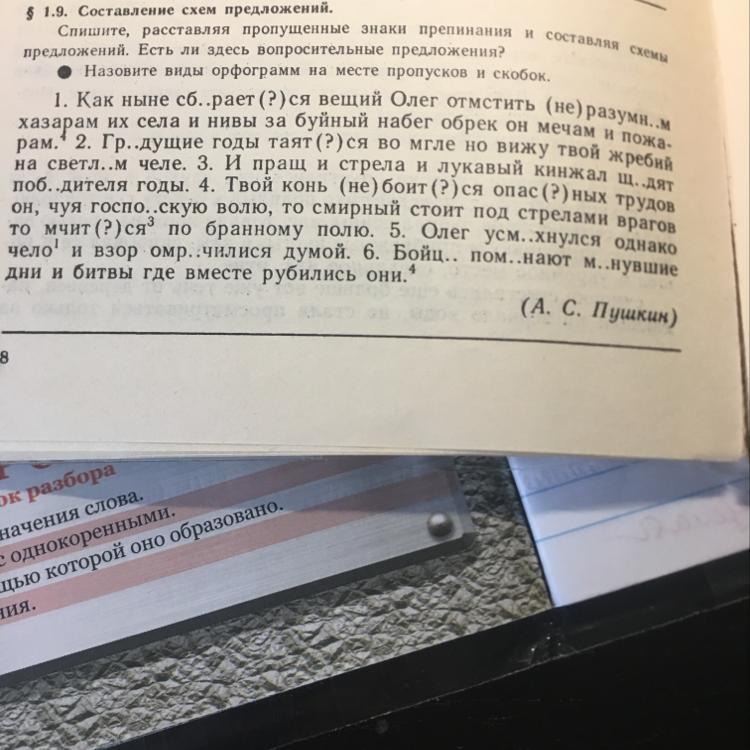 § 1.9. Составление схем предложений.
Спишите, расставляя пропущенные знаки препинания и составляя схемы
предложений. Есть ли здесь вопросительные предложения?
● Назовите виды орфограмм на месте пропусков и скобок.
1. Как ныне сб..рает(?)ся вещий Олег отмстить (не)разумн..м
хазарам их села и нивы за буйный набег обрек он мечам и пожа-
рам.⁴ 2. Гр..дущие годы таят(?)ся во мгле но вижу твой жребий
на светл..м челе. 3. И пращ и стрела и лукавый кинжал щ..дят
поб..дителя годы. 4. Твой конь (не)боит(?)ся опас(?)ных трудов
он, чуя госпо..скую волю, то смирный стоит под стрелами врагов
то мчит(?)ся³ по бранному полю. 5. Олег усм..хнулся однако
чело¹ и взор омр..чилися думой. 6. Бойц.. пом..нают м..нувшие
дни и битвы где вместе рубились они.⁴
(А. С. Пушкин)
8
ок разбора
начения слова.
с однокоренными.
щью которой оно образовано.
ния.